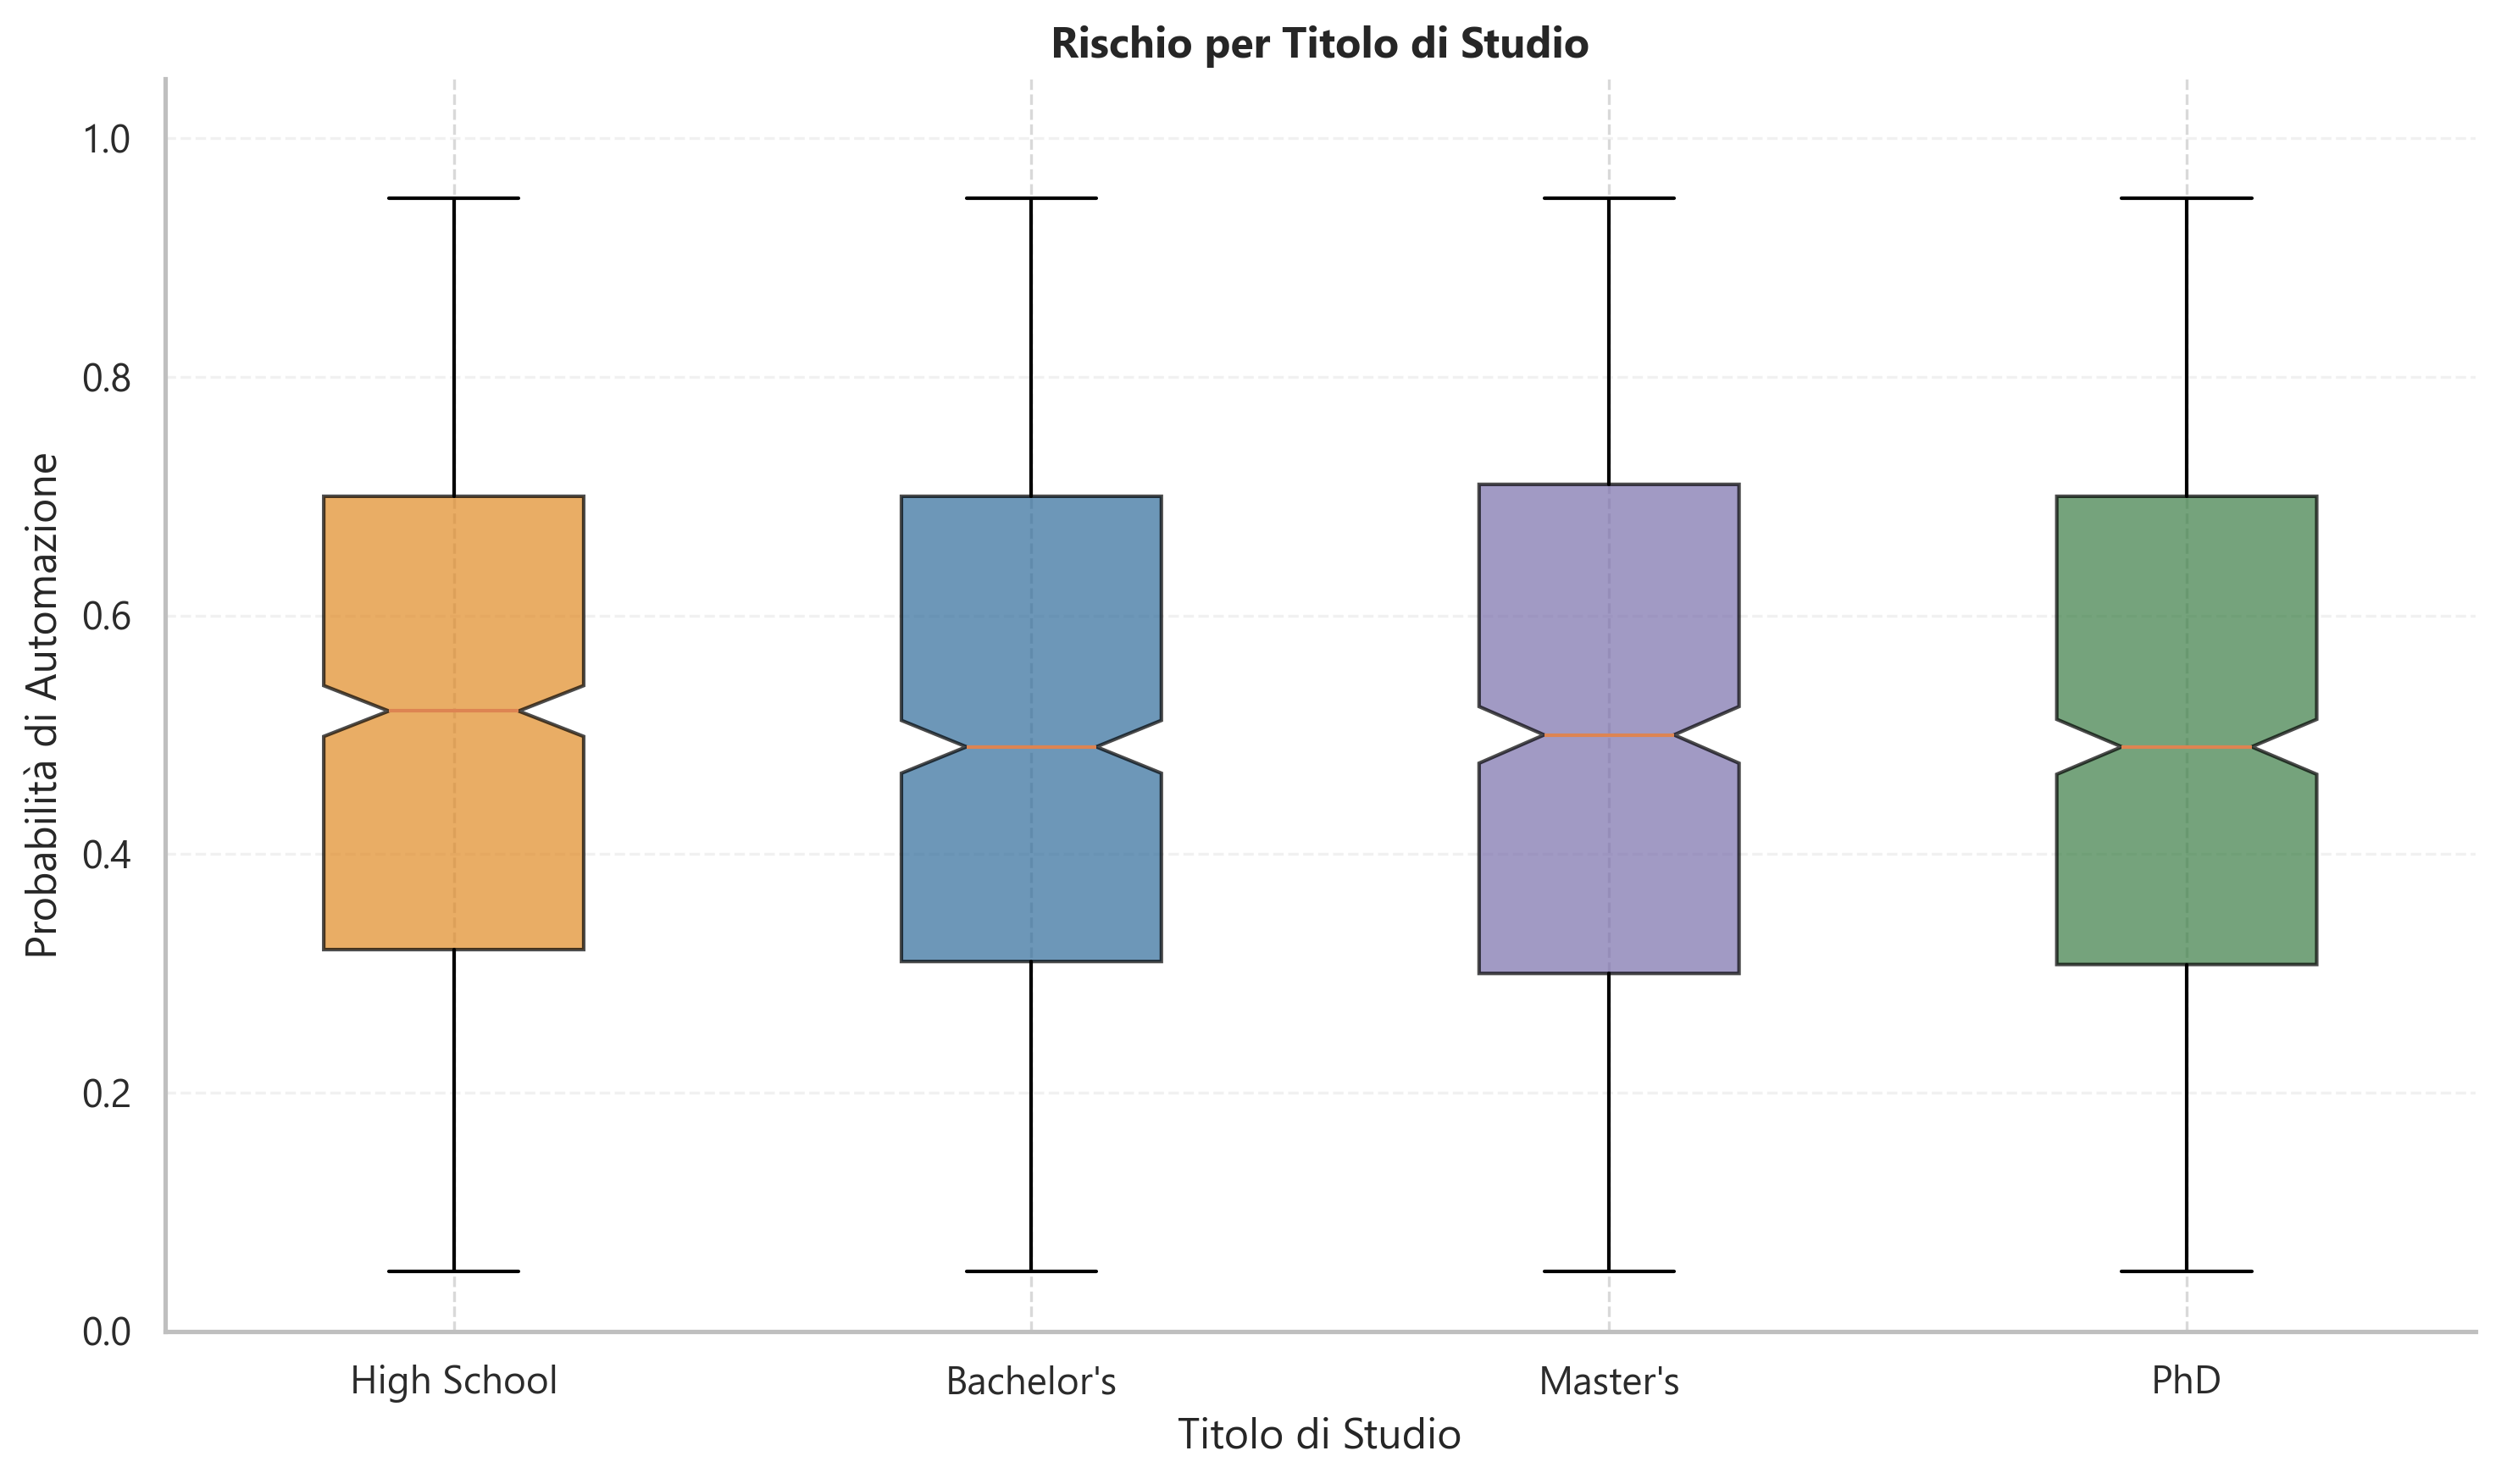 Rischio per Titolo di Studio
Probabilità di Automazione
1.0
0.8
0.6
0.4
0.2
0.0
High School
Bachelor's
Master's
PhD
Titolo di Studio